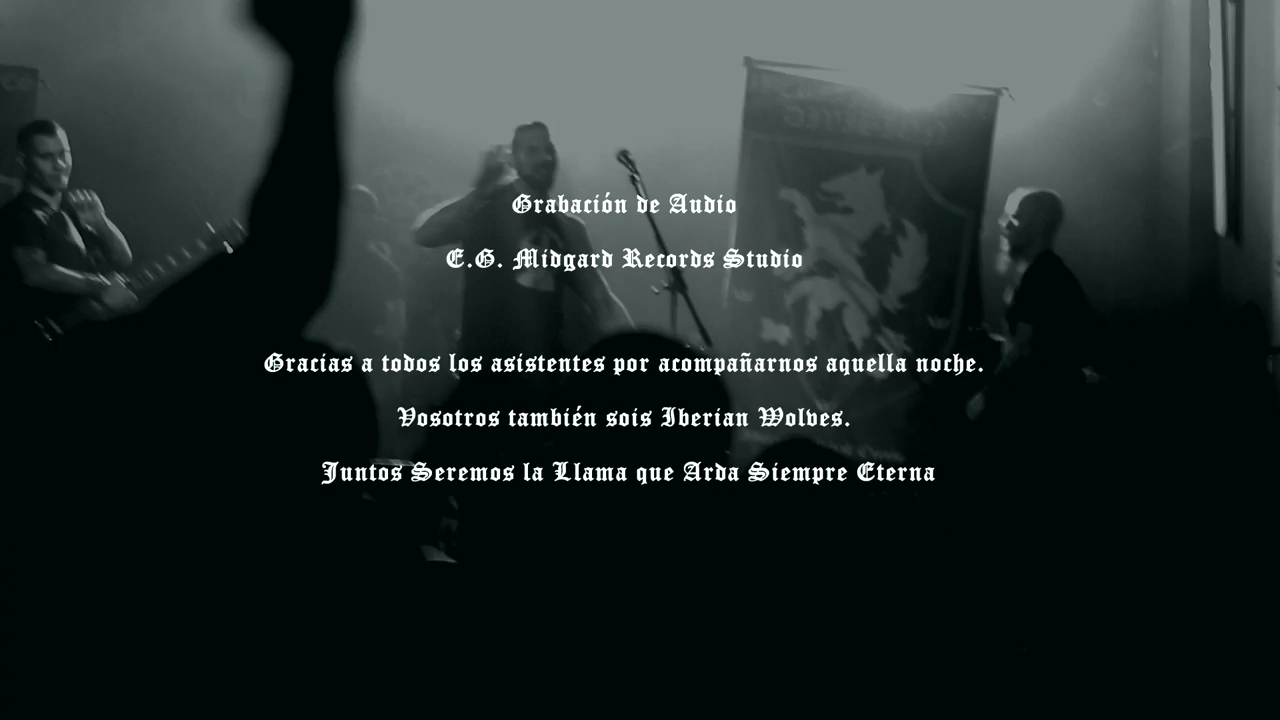 Grabación de Audio
E.G. Midgard Records Studio
Gracias a todos los asistentes por acompañarnos aquella noche.
Vosotros también sois Iberian Wolves.
Juntos Seremos la Llama que Arda Siempre Eterna